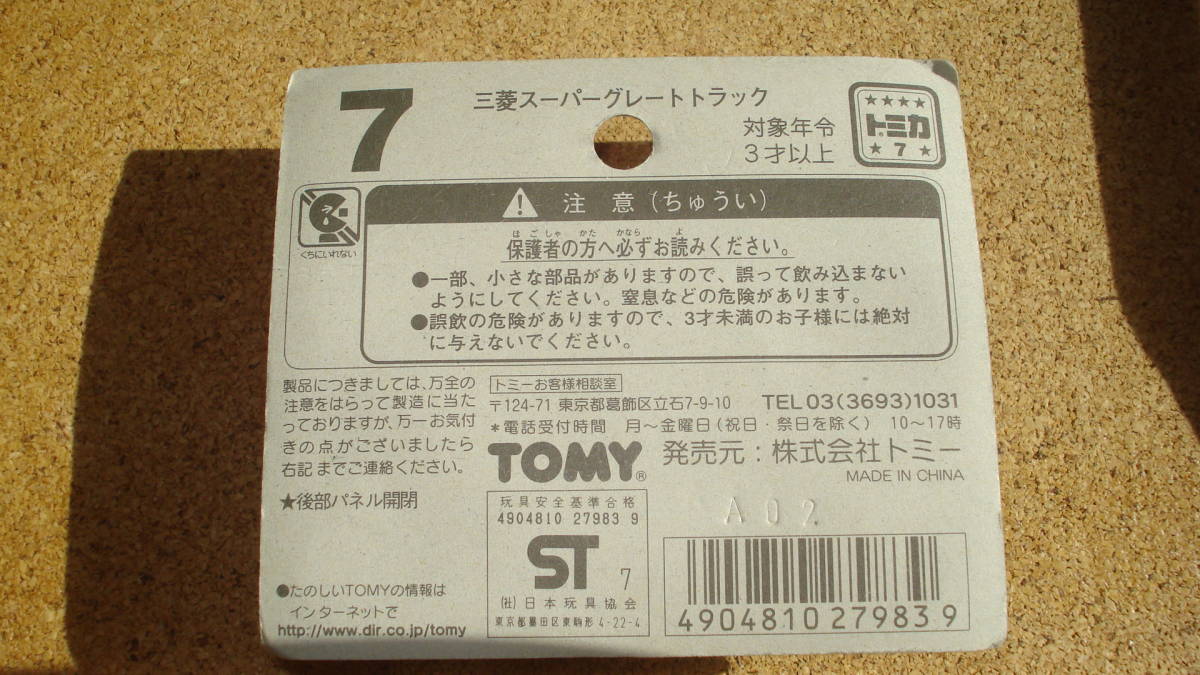 7
三菱スーパーグレートトラック
対象年令
3才以上
★★★★
トミカ
★7★
くちにいれない
注 意(ちゅうい)
ほごしゃ かた かなら よ
保護者の方へ必ずお読みください。
●一部、小さな部品がありますので、誤って飲み込まない
ようにしてください。窒息などの危険があります。
●誤飲の危険がありますので、3才未満のお子様には絶対
に与えないでください。
製品につきましては、万全の
注意をはらって製造に当た
っておりますが、万一お気付
きの点がございましたら
右記までご連絡ください。
★後部パネル開閉
●たのしいTOMYの情報は
インターネットで
http://www.dir.co.jp/tomy
トミーお客様相談室
〒124-71 東京都葛飾区立石7-9-10 TEL 03(3693)1031
*電話受付時間 月〜金曜日(祝日・祭日を除く) 10〜17時
TOMY® 発売元:株式会社トミー
MADE IN CHINA
玩具安全基準合格
4904810 27983 9
ST 7
(社)日本玩具協会
東京都墨田区東駒形4-22-4
A02
4904810 279839